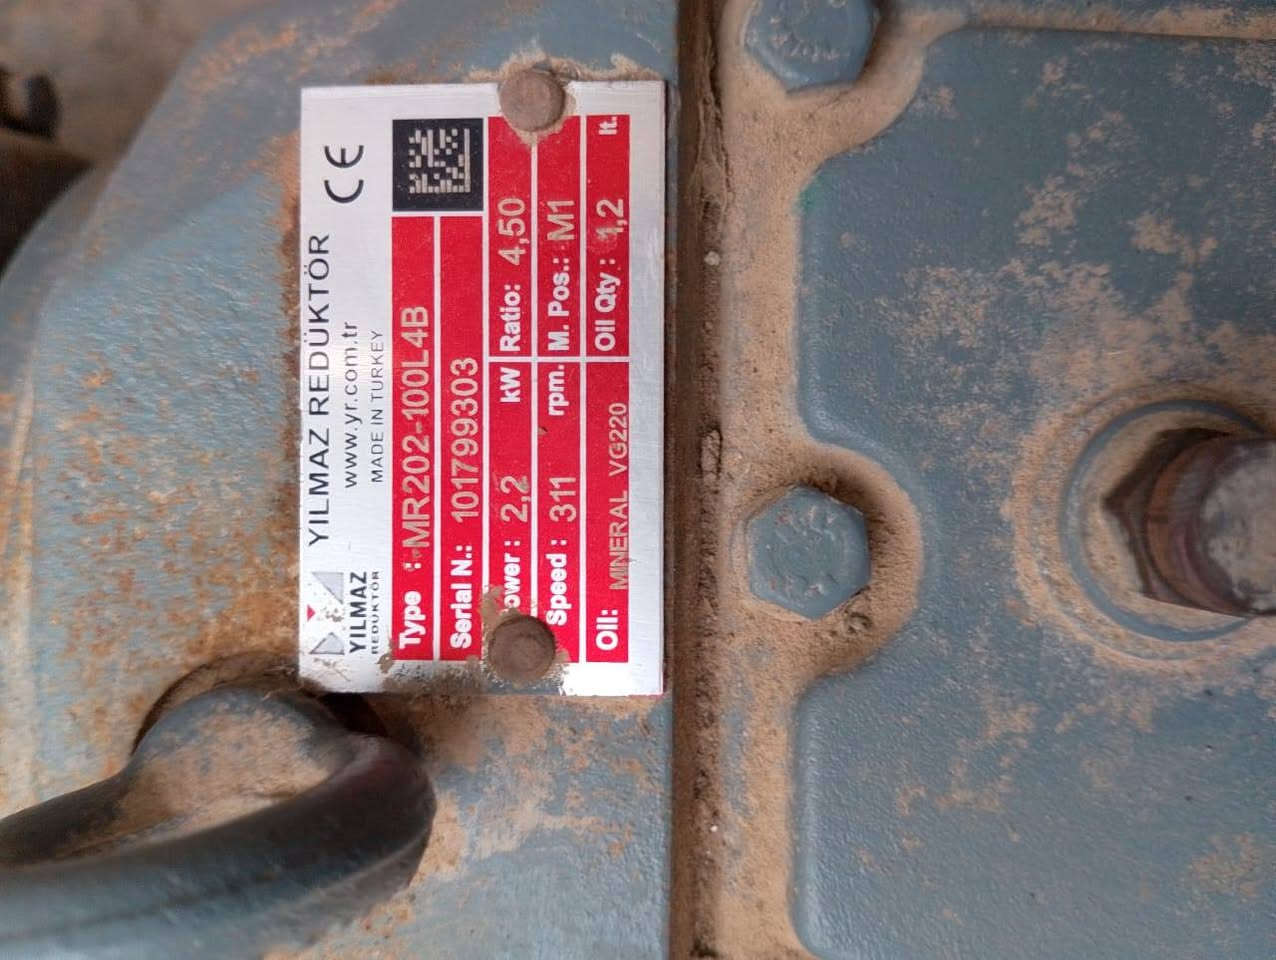 YILMAZ
REDÜKTÖR
YILMAZ REDÜKTÖR
www.yr.com.tr
MADE IN TURKEY
CE
Type : MR202-100L4B
Serial N.: 101799303
ower : 2,2 kW Ratio: 4,50
Speed : 311 rpm. M. Pos.: M1
Oil: MINERAL VG220 Oil Qty : 1,2 lt.